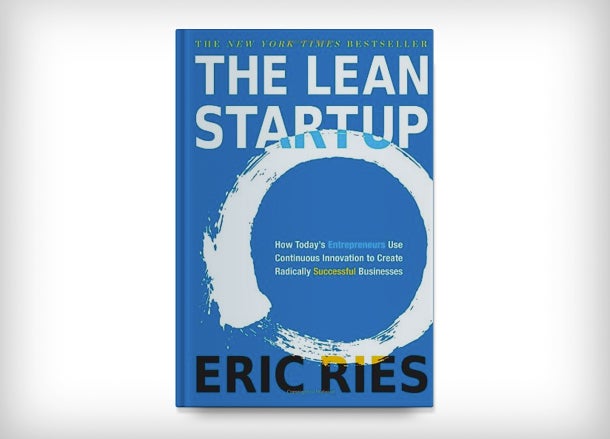 THE NEW YORK TIMES BESTSELLER
THE LEAN
STARTUP
How Today's Entrepreneurs Use
Continuous Innovation to Create
Radically Successful Businesses
ERIC RIES